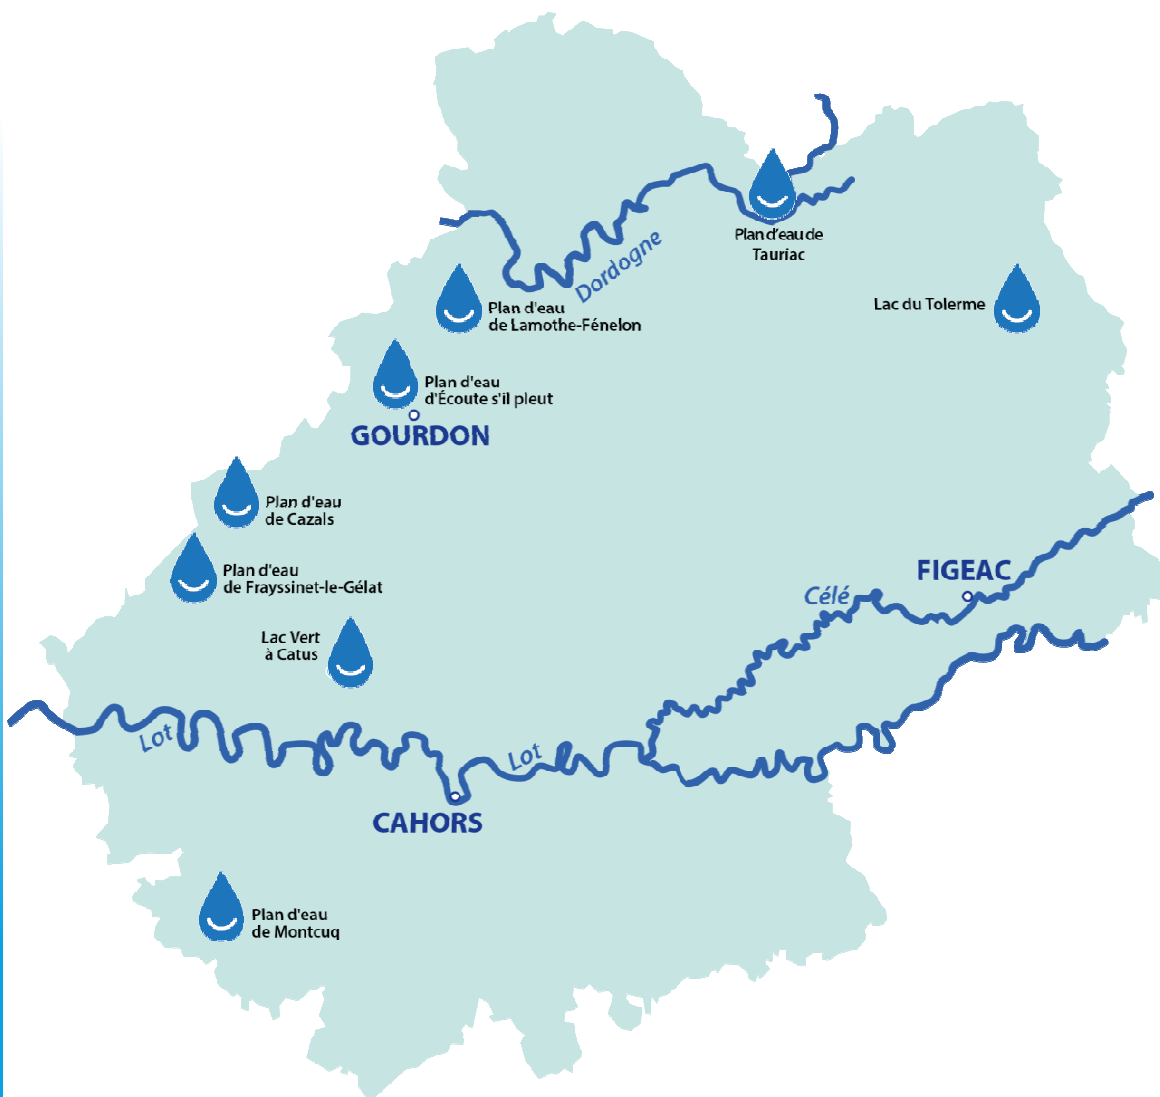 Plan d'eau de
Tauriac
Dordogne
Plan d'eau
de Lamothe-Fénelon
Lac du Tolerme
Plan d'eau
d'Écoute s'il pleut
GOURDON
Plan d'eau
de Cazals
Plan d'eau
de Frayssinet-le-Gélat
FIGEAC
Célé
Lac Vert
à Catus
Lot
Lot
CAHORS
Plan d'eau
de Montcuq